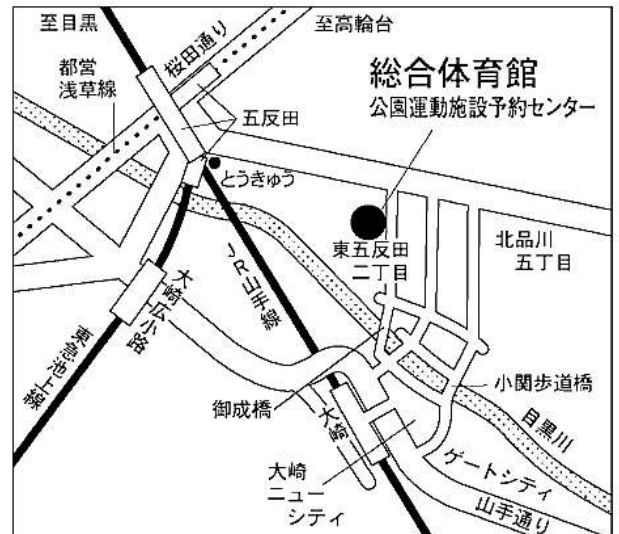 至目黒
桜田通り
至高輪台
都営
浅草線
総合体育館
公園運動施設予約センター
五反田
とうきゅう
東五反田
二丁目
北品川
五丁目
JR山手線
大崎広小路
東急池上線
御成橋
大崎
小関歩道橋
目黒川
大崎
ニュー
シティ
ゲートシティ
山手通り